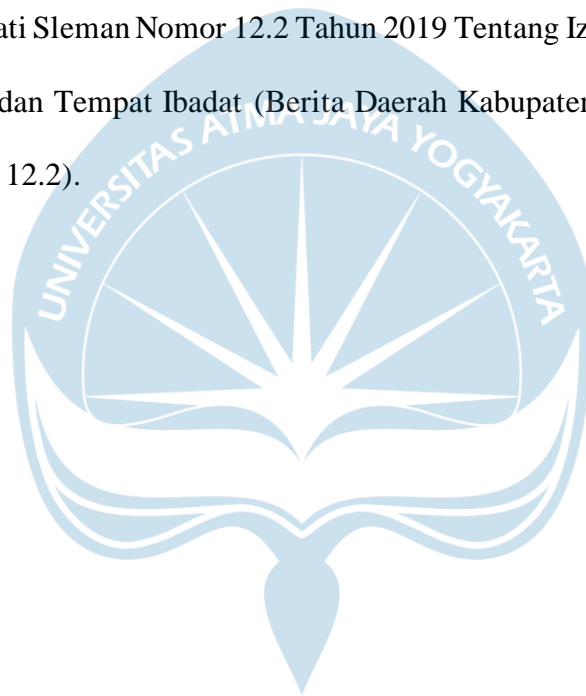 ati Sleman Nomor 12.2 Tahun 2019 Tentang Iz
dan Tempat Ibadat (Berita Daerah Kabupaten
12.2).
UNIVERSITAS ATMA JAYA YOGYAKARTA